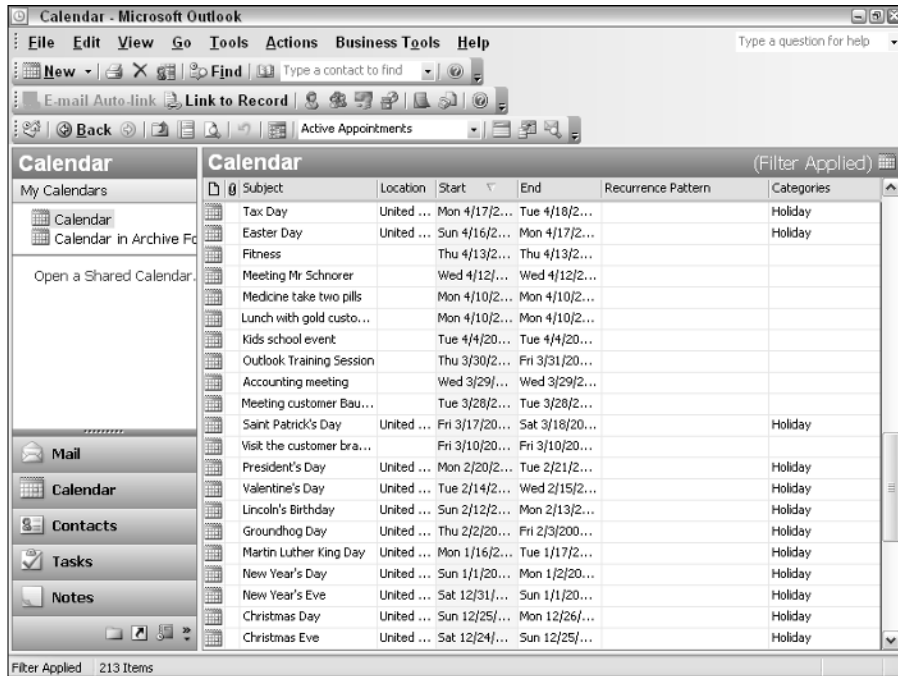 Calendar - Microsoft Outlook
File Edit View Go Tools Actions Business Tools Help Type a question for help
New Find Type a contact to find
E-mail Auto-link Link to Record
Back Active Appointments
Calendar
My Calendars
Calendar
Calendar in Archive Fo
Open a Shared Calendar.
Mail
Calendar
Contacts
Tasks
Notes
Calendar (Filter Applied)
Subject Location Start End Recurrence Pattern Categories
Tax Day United ... Mon 4/17/2... Tue 4/18/2... Holiday
Easter Day United ... Sun 4/16/2... Mon 4/17/2... Holiday
Fitness Thu 4/13/2... Thu 4/13/2...
Meeting Mr Schnorer Wed 4/12/... Wed 4/12/2...
Medicine take two pills Mon 4/10/2... Mon 4/10/2...
Lunch with gold custo... Mon 4/10/2... Mon 4/10/2...
Kids school event Tue 4/4/20... Tue 4/4/20...
Outlook Training Session Thu 3/30/2... Fri 3/31/20...
Accounting meeting Wed 3/29/... Wed 3/29/2...
Meeting customer Bau... Tue 3/28/2... Tue 3/28/2...
Saint Patrick's Day United ... Fri 3/17/20... Sat 3/18/20... Holiday
Visit the customer bra... Fri 3/10/20... Fri 3/10/20...
President's Day United ... Mon 2/20/2... Tue 2/21/2... Holiday
Valentine's Day United ... Tue 2/14/2... Wed 2/15/2... Holiday
Lincoln's Birthday United ... Sun 2/12/... Mon 2/13/2... Holiday
Groundhog Day United ... Thu 2/2/20... Fri 2/3/200... Holiday
Martin Luther King Day United ... Mon 1/16/2... Tue 1/17/2... Holiday
New Year's Day United ... Sun 1/1/20... Mon 1/2/20... Holiday
New Year's Eve United ... Sat 12/31/... Sun 1/1/20... Holiday
Christmas Day United ... Sun 12/25/... Mon 12/26/... Holiday
Christmas Eve United ... Sat 12/24/... Sun 12/25/... Holiday
Filter Applied 213 Items